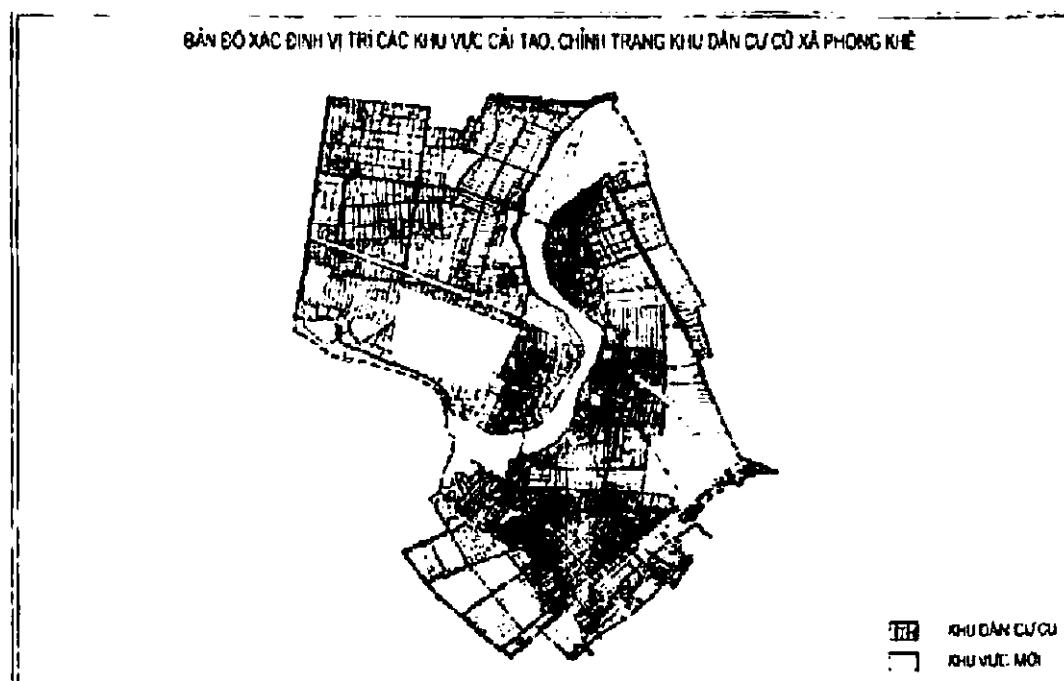 BẢN ĐỒ XÁC ĐỊNH VỊ TRÍ CÁC KHU VỰC CẢI TẠO, CHỈNH TRANG KHU DÂN CƯ CŨ XÃ PHONG KHÊ
KHU DÂN CƯ CŨ
KHU VỰC MỚI